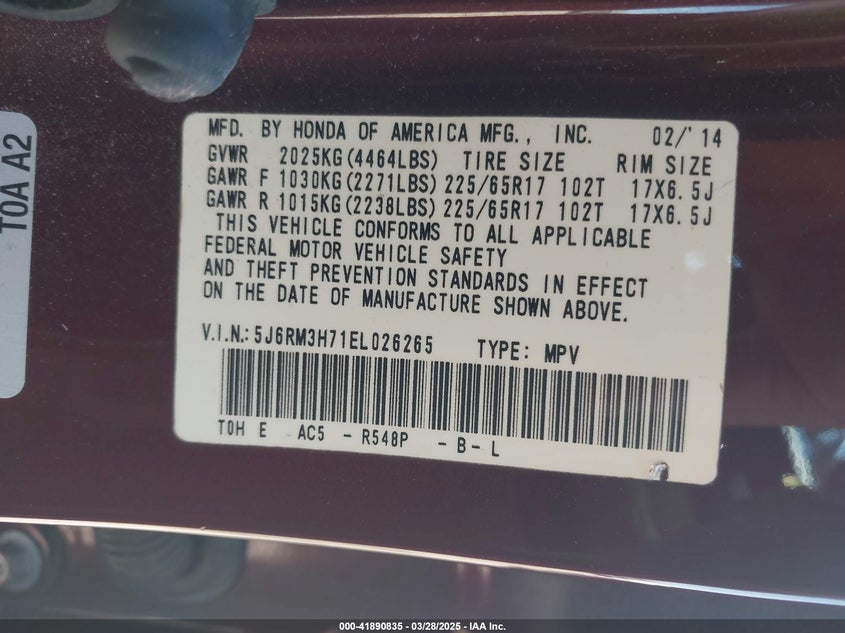 TOA A2
MFD. BY HONDA OF AMERICA MFG., INC. 02/'14
GVWR 2025KG(4464LBS) TIRE SIZE RIM SIZE
GAWR F 1030KG(2271LBS) 225/65R17 102T 17X6.5J
GAWR R 1015KG(2238LBS) 225/65R17 102T 17X6.5J
THIS VEHICLE CONFORMS TO ALL APPLICABLE
FEDERAL MOTOR VEHICLE SAFETY
AND THEFT PREVENTION STANDARDS IN EFFECT
ON THE DATE OF MANUFACTURE SHOWN ABOVE.
V.I.N.: 5J6RM3H71EL026265 TYPE: MPV
T0H E AC5 - R548P - B - L
000-41890835 - 03/28/2025 - IAA Inc.